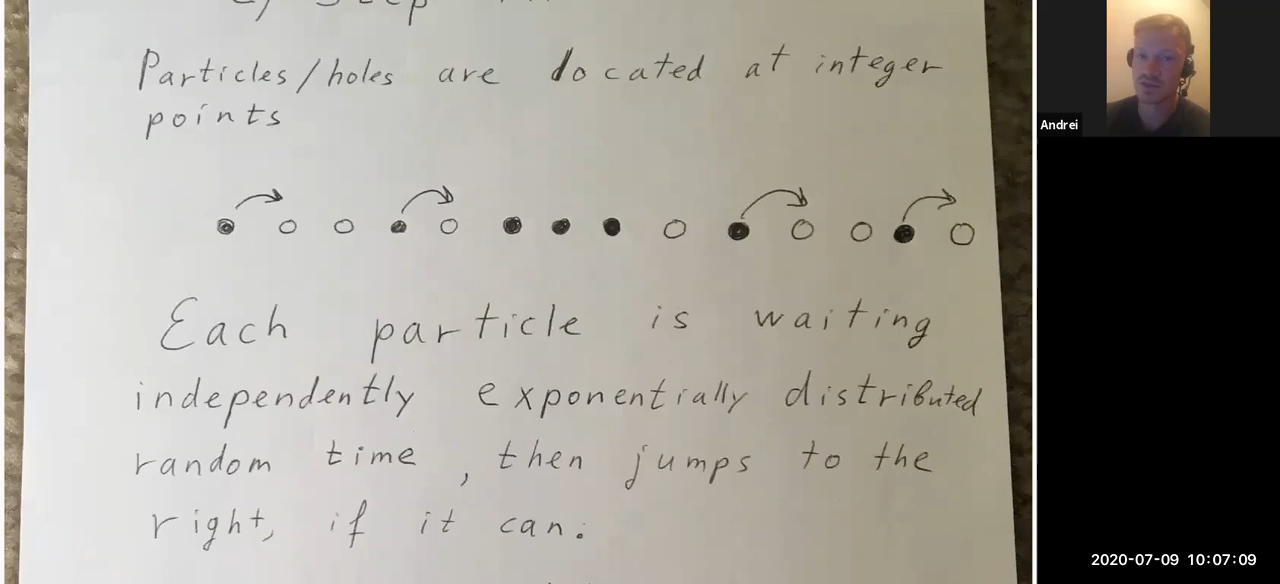 Particles/holes are located at integer
points
Each particle is waiting
independently exponentially distributed
random time, then jumps to the
right, if it can.
Andrei
2020-07-09 10:07:09